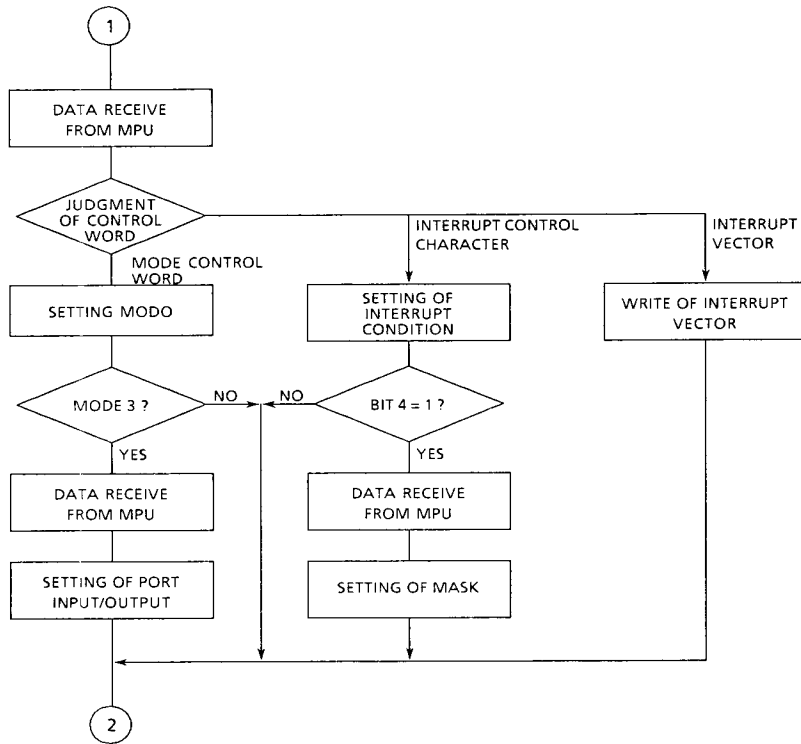 1
DATA RECEIVE
FROM MPU
JUDGMENT
OF CONTROL
WORD
INTERRUPT CONTROL
CHARACTER
INTERRUPT
VECTOR
MODE CONTROL
WORD
SETTING MODO
SETTING OF
INTERRUPT
CONDITION
WRITE OF INTERRUPT
VECTOR
MODE 3 ?
NO
NO
BIT 4 = 1 ?
YES
YES
DATA RECEIVE
FROM MPU
DATA RECEIVE
FROM MPU
SETTING OF PORT
INPUT/OUTPUT
SETTING OF MASK
2